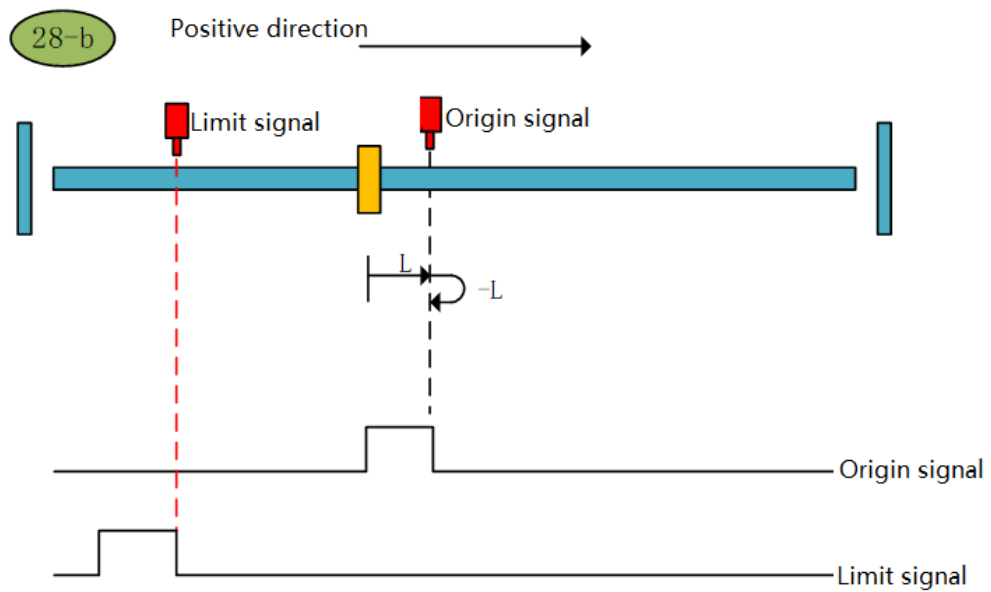 28-b
Positive direction
Limit signal
Origin signal
L
-L
Origin signal
Limit signal